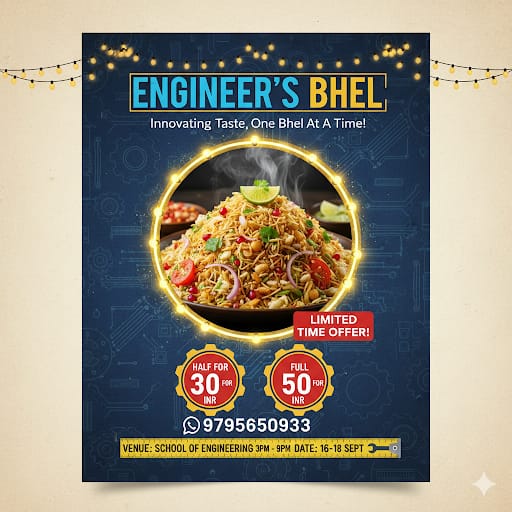 ENGINEER'S BHEL
Innovating Taste, One Bhel At A Time!
LIMITED
TIME OFFER!
HALF FOR
30 FOR
INR
FULL
50 FOR
INR
9795650933
VENUE: SCHOOL OF ENGINEERING 3PM - 9PM DATE: 16-18 SEPT